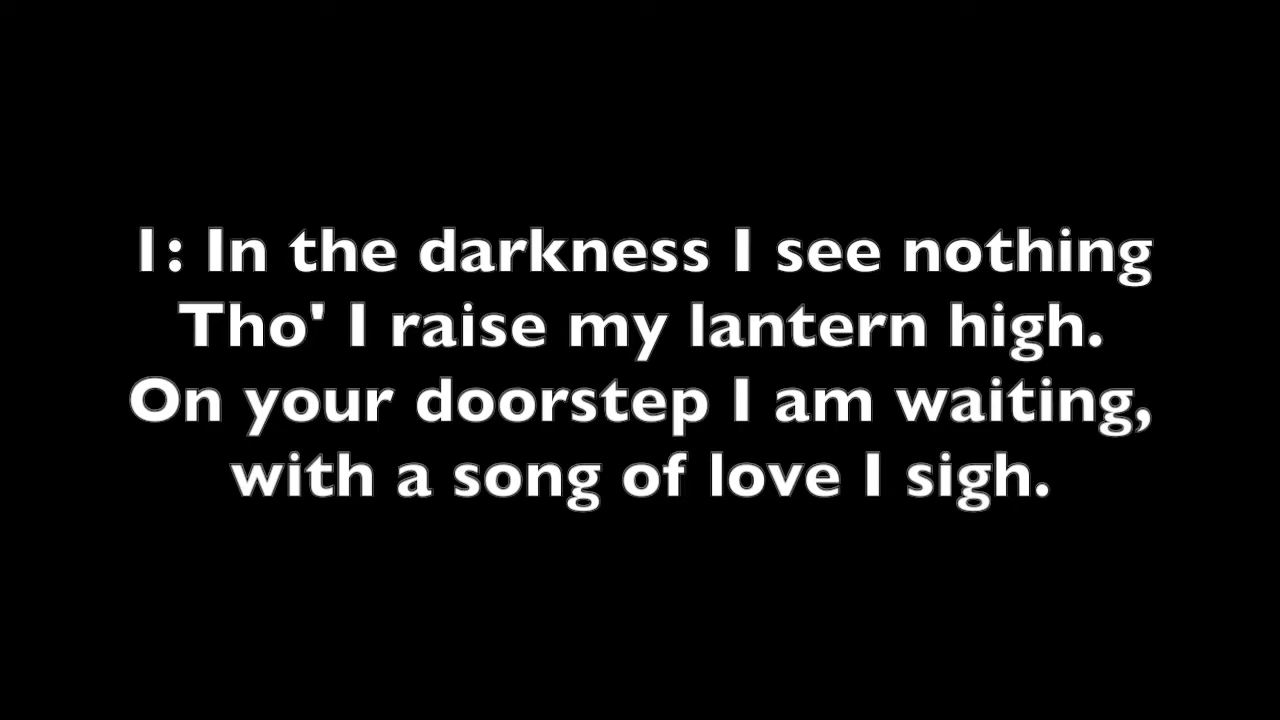 1: In the darkness I see nothing
Tho' I raise my lantern high.
On your doorstep I am waiting,
with a song of love I sigh.